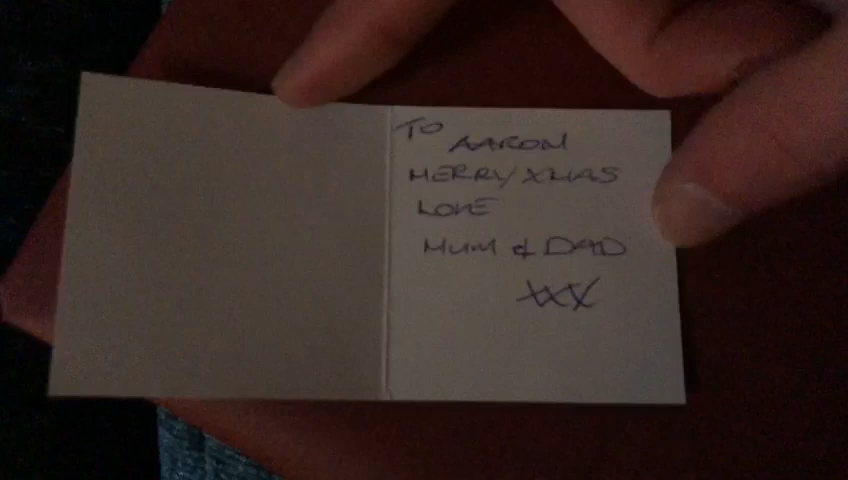 TO AARON
MERRY XMAS
LOVE
MUM & DAD
XXX